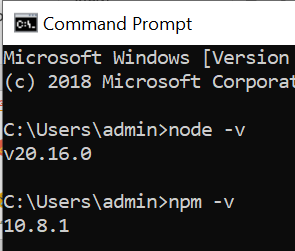 Command Prompt
Microsoft Windows [Version
(c) 2018 Microsoft Corporat
C:\Users\admin>node -v
v20.16.0
C:\Users\admin>npm -v
10.8.1